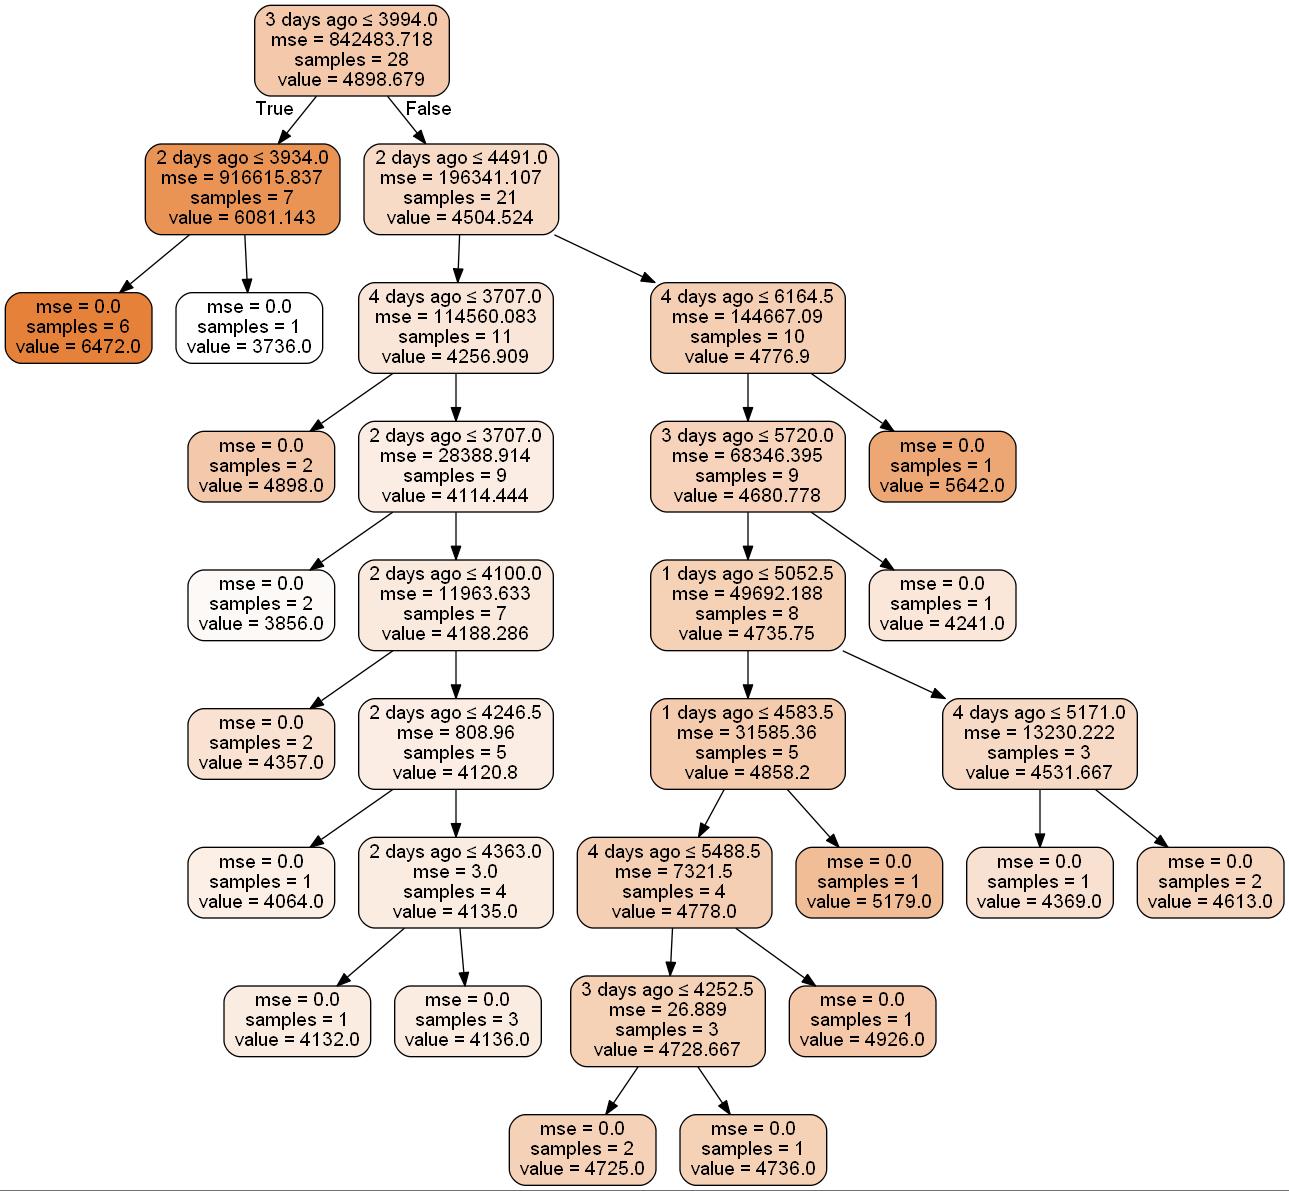 3 days ago ≤ 3994.0
mse = 842483.718
samples = 28
value = 4898.679
True
False
2 days ago ≤ 3934.0
mse = 916615.837
samples = 7
value = 6081.143
2 days ago ≤ 4491.0
mse = 196341.107
samples = 21
value = 4504.524
mse = 0.0
samples = 6
value = 6472.0
mse = 0.0
samples = 1
value = 3736.0
4 days ago ≤ 3707.0
mse = 114560.083
samples = 11
value = 4256.909
4 days ago ≤ 6164.5
mse = 144667.09
samples = 10
value = 4776.9
mse = 0.0
samples = 2
value = 4898.0
2 days ago ≤ 3707.0
mse = 28388.914
samples = 9
value = 4114.444
3 days ago ≤ 5720.0
mse = 68346.395
samples = 9
value = 4680.778
mse = 0.0
samples = 1
value = 5642.0
mse = 0.0
samples = 2
value = 3856.0
2 days ago ≤ 4100.0
mse = 11963.633
samples = 7
value = 4188.286
1 days ago ≤ 5052.5
mse = 49692.188
samples = 8
value = 4735.75
mse = 0.0
samples = 1
value = 4241.0
mse = 0.0
samples = 2
value = 4357.0
2 days ago ≤ 4246.5
mse = 808.96
samples = 5
value = 4120.8
1 days ago ≤ 4583.5
mse = 31585.36
samples = 5
value = 4858.2
4 days ago ≤ 5171.0
mse = 13230.222
samples = 3
value = 4531.667
mse = 0.0
samples = 1
value = 4064.0
2 days ago ≤ 4363.0
mse = 3.0
samples = 4
value = 4135.0
4 days ago ≤ 5488.5
mse = 7321.5
samples = 4
value = 4778.0
mse = 0.0
samples = 1
value = 5179.0
mse = 0.0
samples = 1
value = 4369.0
mse = 0.0
samples = 2
value = 4613.0
mse = 0.0
samples = 1
value = 4132.0
mse = 0.0
samples = 3
value = 4136.0
3 days ago ≤ 4252.5
mse = 26.889
samples = 3
value = 4728.667
mse = 0.0
samples = 1
value = 4926.0
mse = 0.0
samples = 2
value = 4725.0
mse = 0.0
samples = 1
value = 4736.0